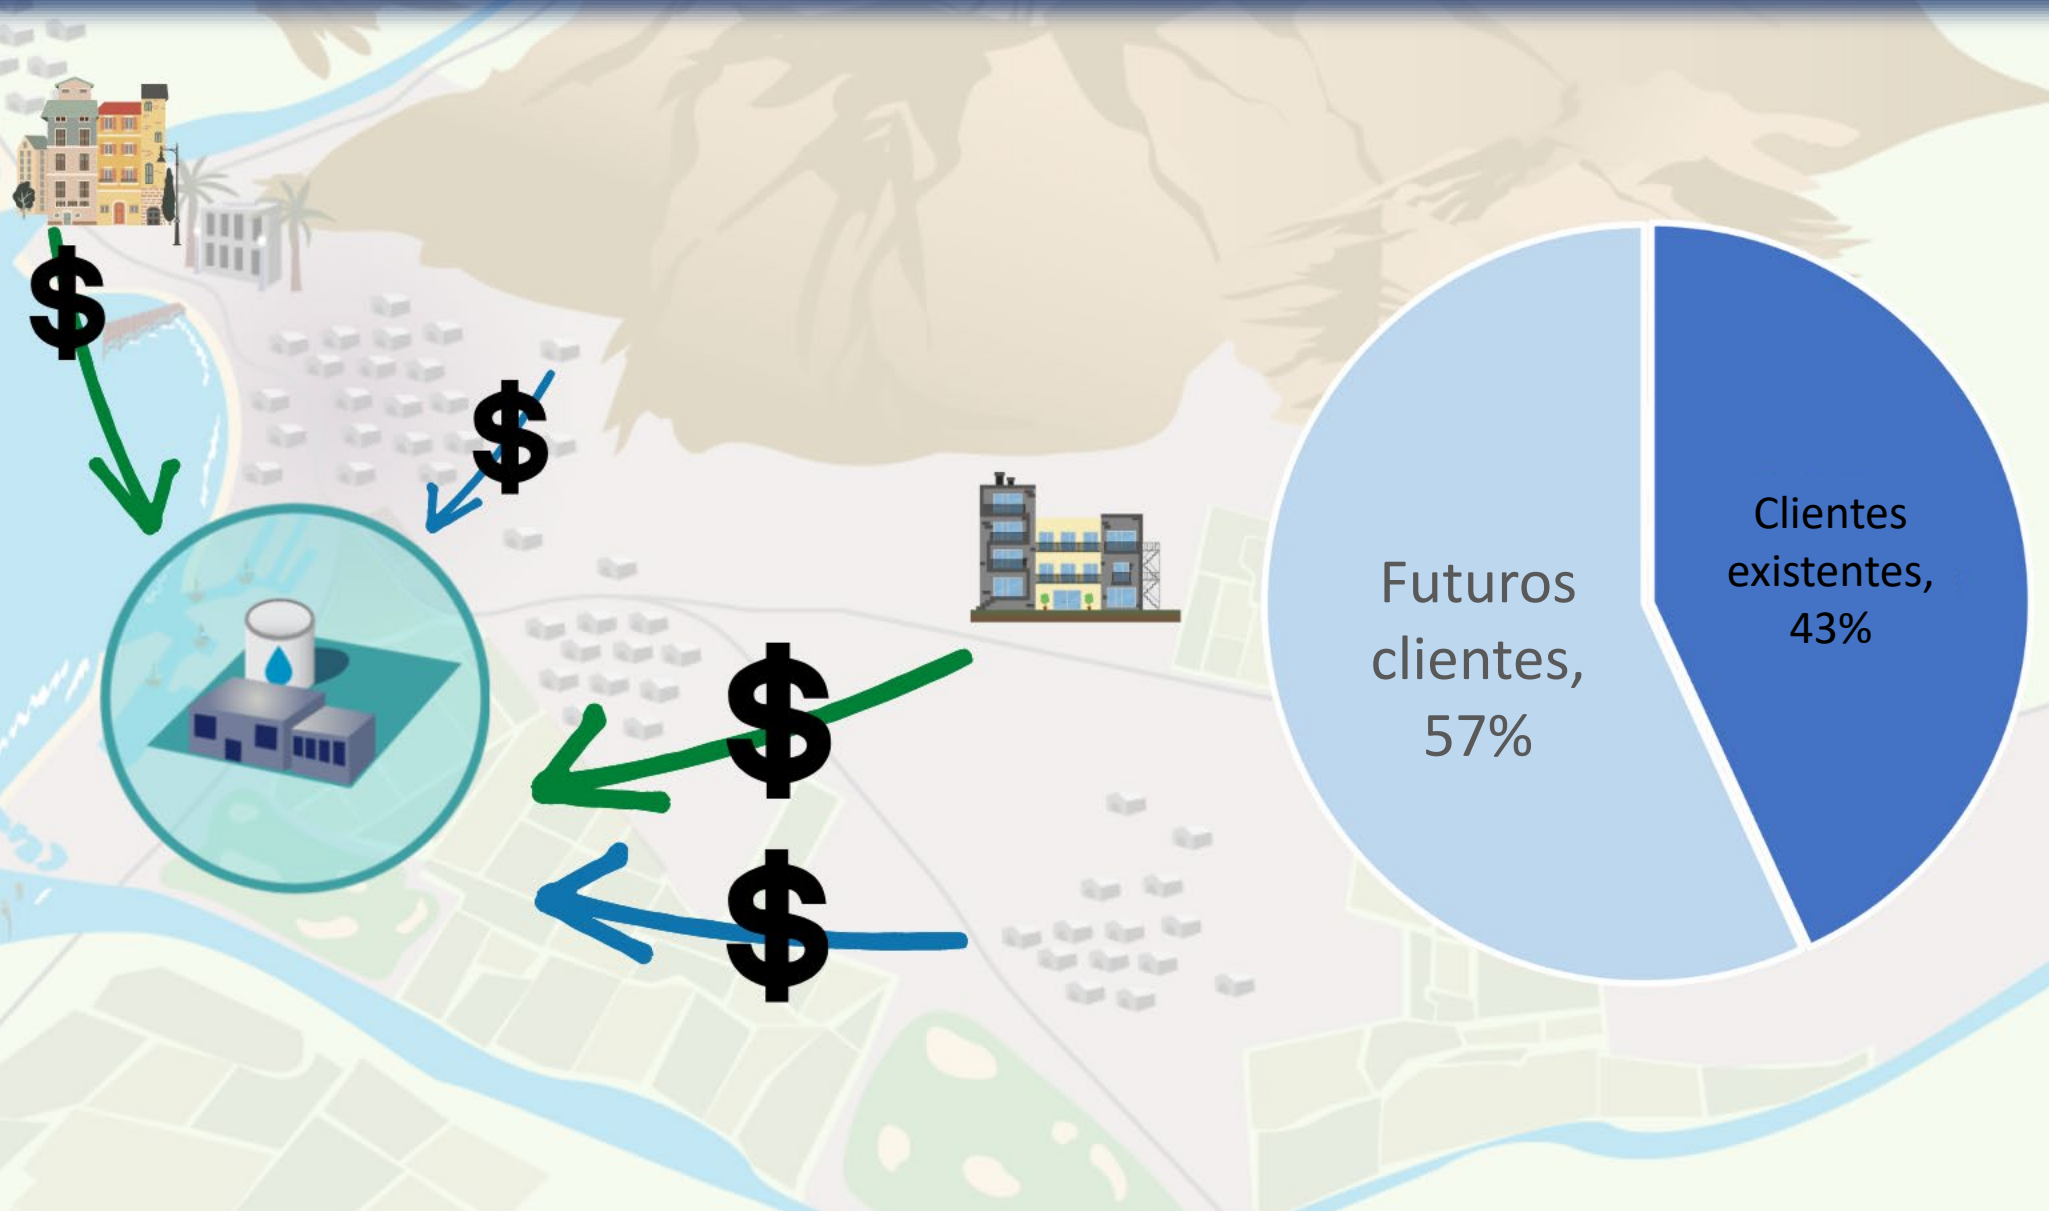 $
$
$
$
Futuros
clientes,
57%
Clientes
existentes,
43%